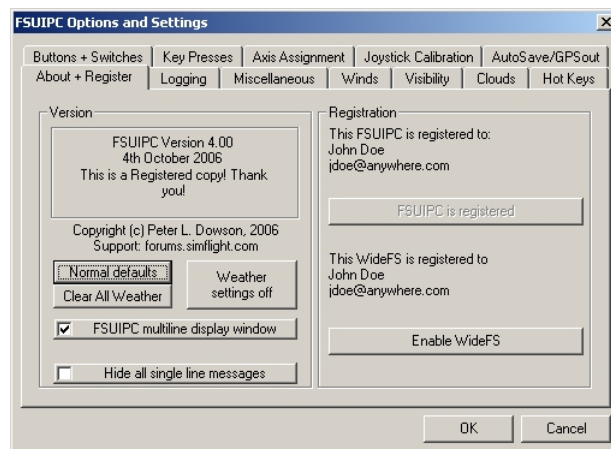 FSUIPC Options and Settings
Buttons + Switches
Key Presses
Axis Assignment
Joystick Calibration
AutoSave/GPSout
About + Register
Logging
Miscellaneous
Winds
Visibility
Clouds
Hot Keys
Version
FSUIPC Version 4.00
4th October 2006
This is a Registered copy! Thank
you!
Copyright (c) Peter L. Dowson, 2006
Support: forums.simflight.com
Normal defaults
Clear All Weather
Weather
settings off
FSUIPC multiline display window
Hide all single line messages
Registration
This FSUIPC is registered to:
John Doe
jdoe@anywhere.com
FSUIPC is registered
This WideFS is registered to
John Doe
jdoe@anywhere.com
Enable WideFS
OK
Cancel